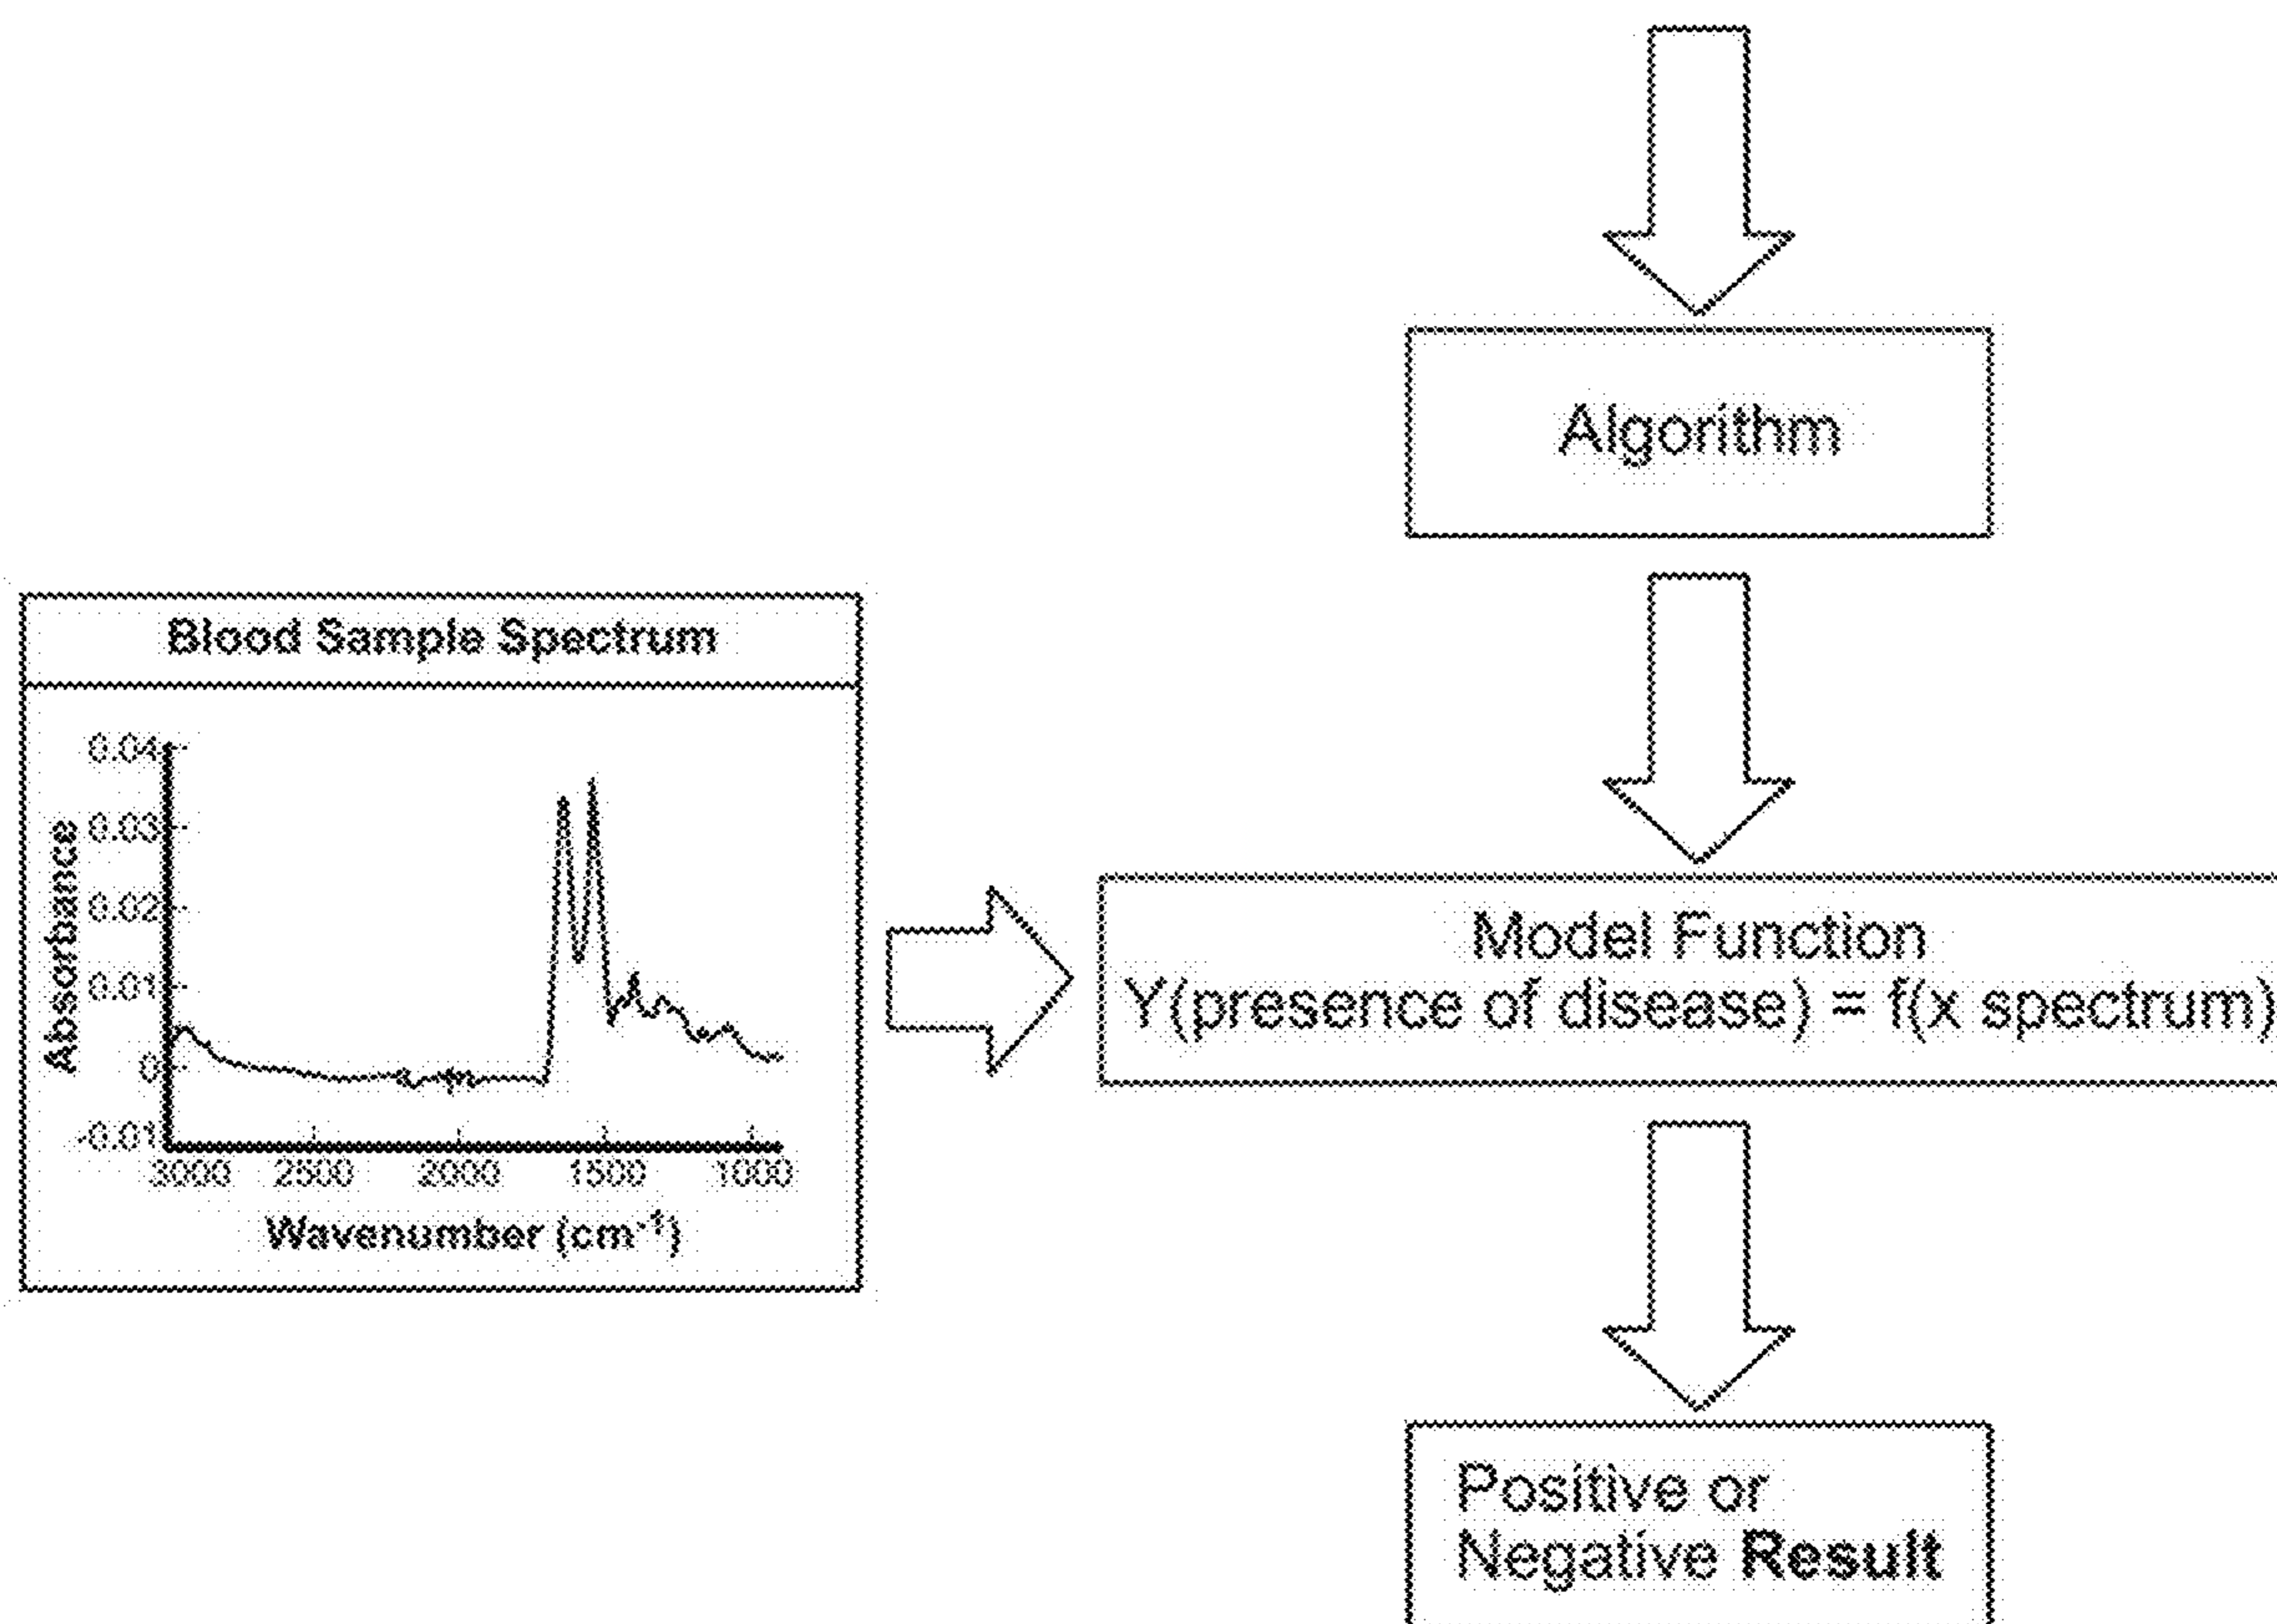 Algorithm
Blood Sample Spectrum
0.04
0.03
0.02
0.01
0
-0.01
Absorbance
3000 2500 2000 1500 1000
Wavenumber (cm⁻¹)
Model Function
Y(presence of disease) = f(x spectrum)
Positive or
Negative Result